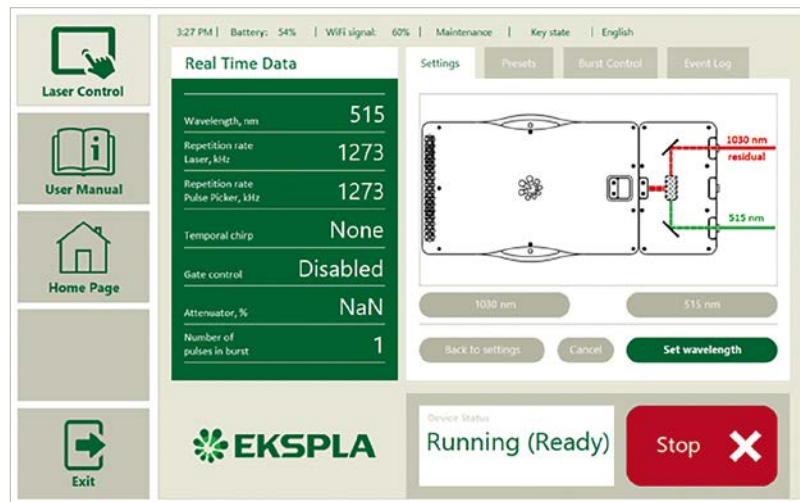 3:27 PM | Battery: 54% | WiFi signal: 60% | Maintenance | Key state | English
Laser Control
User Manual
Home Page
Exit
Real Time Data
Wavelength, nm 515
Repetition rate
Laser, kHz 1273
Repetition rate
Pulse Picker, kHz 1273
Temporal chirp None
Gate control Disabled
Attenuator, % NaN
Number of
pulses in burst 1
EKSPLA
Settings Presets Burst Control Event Log
1030 nm
residual
515 nm
1030 nm 515 nm
Back to settings Cancel Set wavelength
Device Status
Running (Ready)
Stop